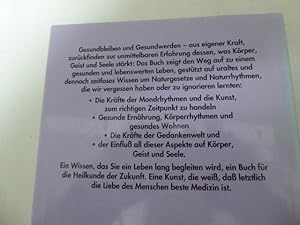 Gesundbleiben und Gesundwerden – aus eigener Kraft,
zurückfinden zur unmittelbaren Erfahrung dessen, was Körper,
Geist und Seele stärkt: Das Buch zeigt den Weg auf zu einem
gesunden und lebenswerten Leben, gestützt auf uraltes und
dennoch zeitloses Wissen um Naturgesetze und Naturrhythmen,
die wir vergessen haben oder zu ignorieren lernten:
• Die Kräfte der Mondrhythmen und die Kunst,
zum richtigen Zeitpunkt zu handeln
• Gesunde Ernährung, Körperrhythmen und
gesundes Wohnen
• Die Kräfte der Gedankenwelt und
• der Einfluß all dieser Aspekte auf Körper,
Geist und Seele.
Ein Wissen, das Sie ein Leben lang begleiten wird, ein Buch für
die Heilkunde der Zukunft. Eine Kunst, die weiß, daß letztlich
die Liebe des Menschen beste Medizin ist.